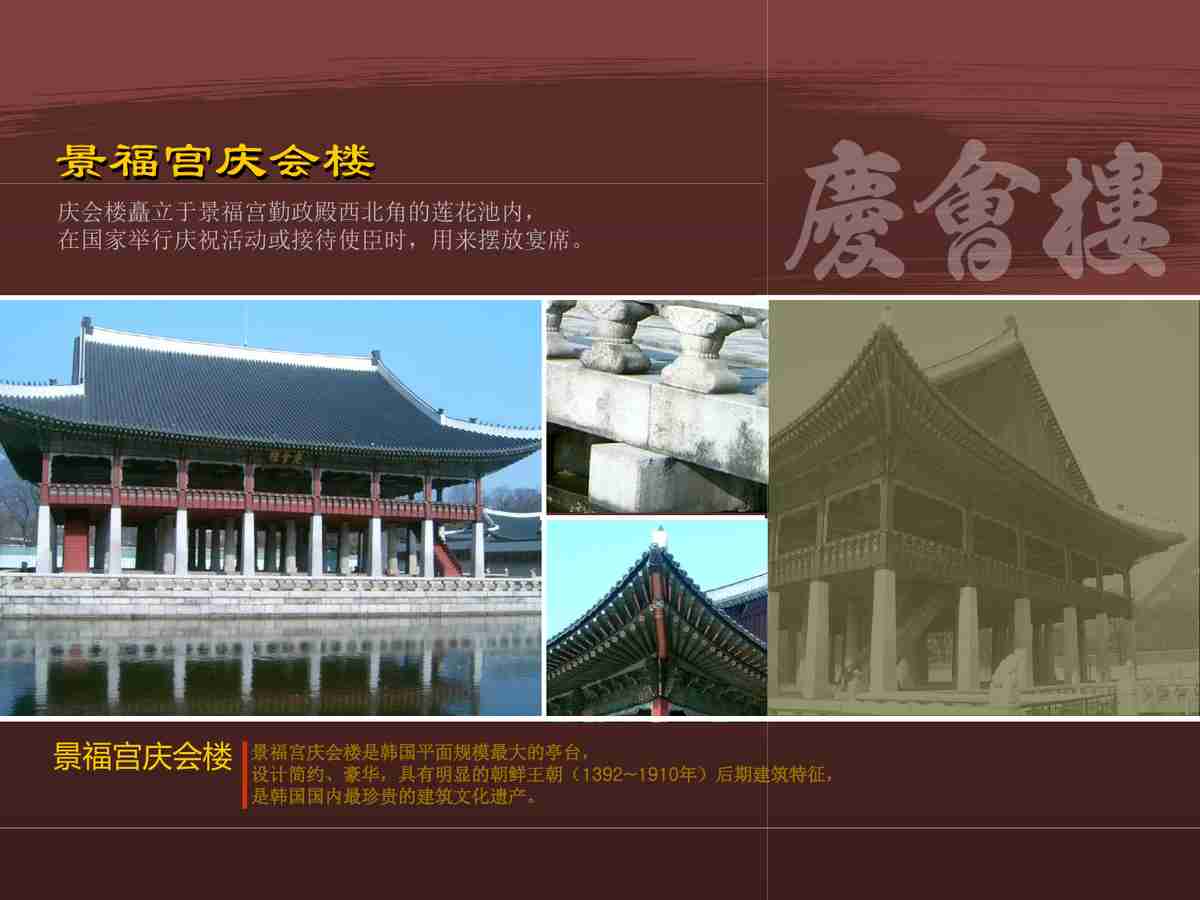 景福宫庆会楼
庆会楼矗立于景福宫勤政殿西北角的莲花池内，
在国家举行庆祝活动或接待使臣时，用来摆放宴席。
慶會樓
景福宫庆会楼
景福宫庆会楼是韩国平面规模最大的亭台，
设计简约、豪华，具有明显的朝鲜王朝（1392~1910年）后期建筑特征，
是韩国国内最珍贵的建筑文化遗产。